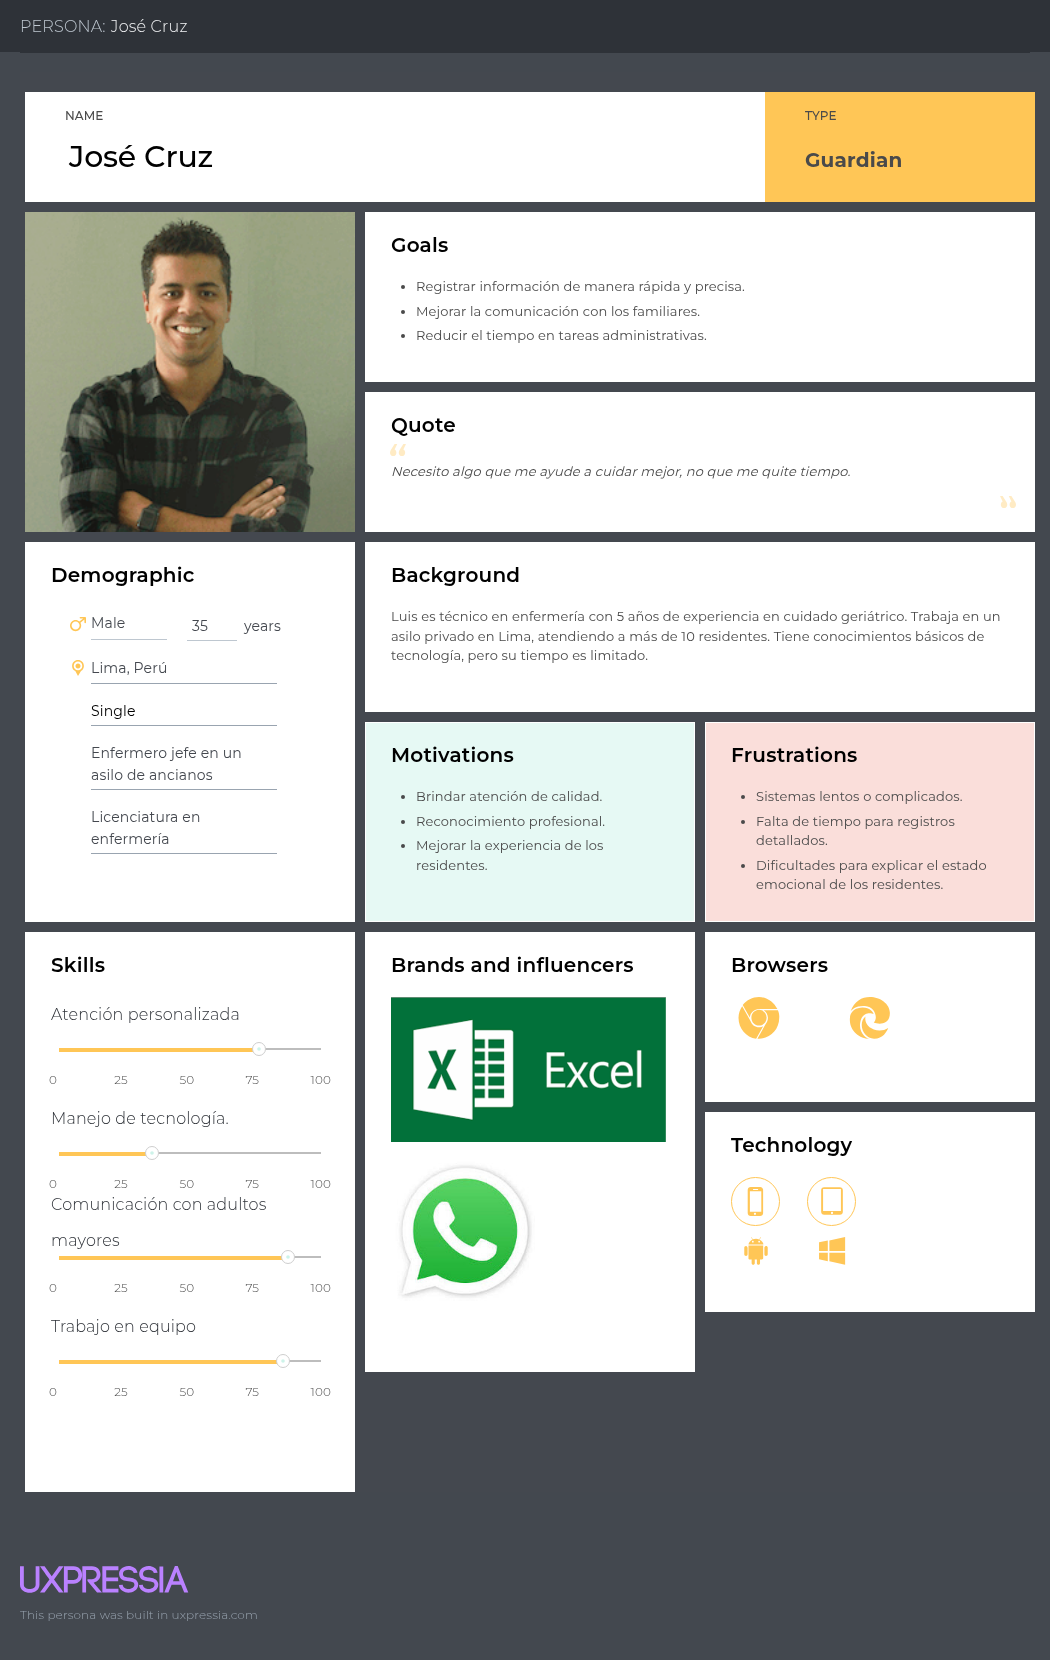 PERSONA: José Cruz
NAME
José Cruz
TYPE
Guardian
Goals
Registrar información de manera rápida y precisa.
Mejorar la comunicación con los familiares.
Reducir el tiempo en tareas administrativas.
Quote
“
Necesito algo que me ayude a cuidar mejor, no que me quite tiempo.
”
Demographic
Male
35 years
Lima, Perú
Single
Enfermero jefe en un
asilo de ancianos
Licenciatura en
enfermería
Background
Luis es técnico en enfermería con 5 años de experiencia en cuidado geriátrico. Trabaja en un
asilo privado en Lima, atendiendo a más de 10 residentes. Tiene conocimientos básicos de
tecnología, pero su tiempo es limitado.
Motivations
Brindar atención de calidad.
Reconocimiento profesional.
Mejorar la experiencia de los
residentes.
Frustrations
Sistemas lentos o complicados.
Falta de tiempo para registros
detallados.
Dificultades para explicar el estado
emocional de los residentes.
Skills
Atención personalizada
0 25 50 75 100
Manejo de tecnología.
0 25 50 75 100
Comunicación con adultos
mayores
0 25 50 75 100
Trabajo en equipo
0 25 50 75 100
Brands and influencers
X Excel
Browsers
Technology
UXPRESSIA
This persona was built in uxpressia.com